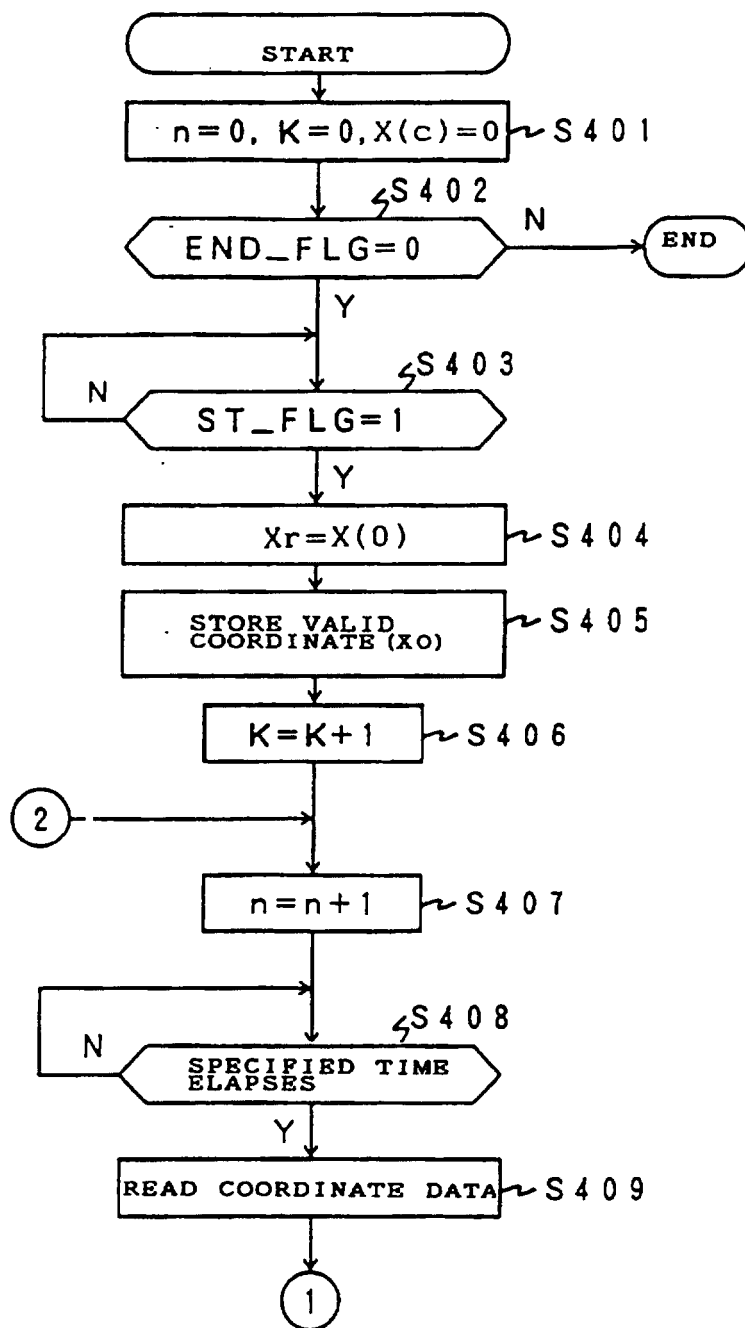 START
n=0, K=0, X(c)=0 S401
S402
END_FLG=0 N END
Y
S403
N ST_FLG=1
Y
Xr=X(0) S404
STORE VALID S405
COORDINATE (X0)
K=K+1 S406
2
n=n+1 S407
S408
N SPECIFIED TIME
ELAPSES
Y
READ COORDINATE DATA S409
1